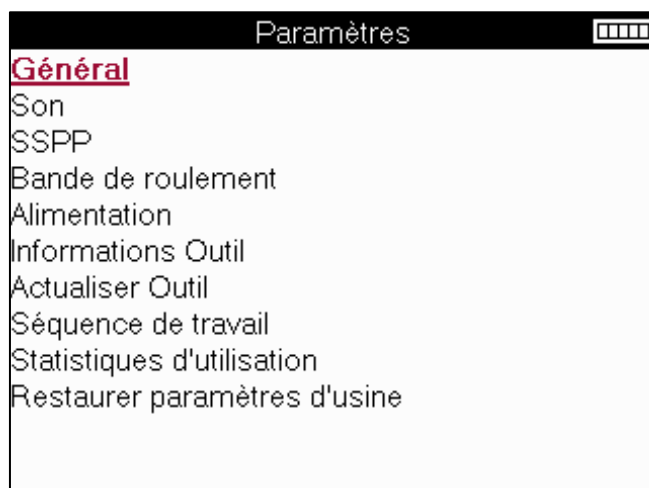 Paramètres
Général
Son
SSPP
Bande de roulement
Alimentation
Informations Outil
Actualiser Outil
Séquence de travail
Statistiques d'utilisation
Restaurer paramètres d'usine